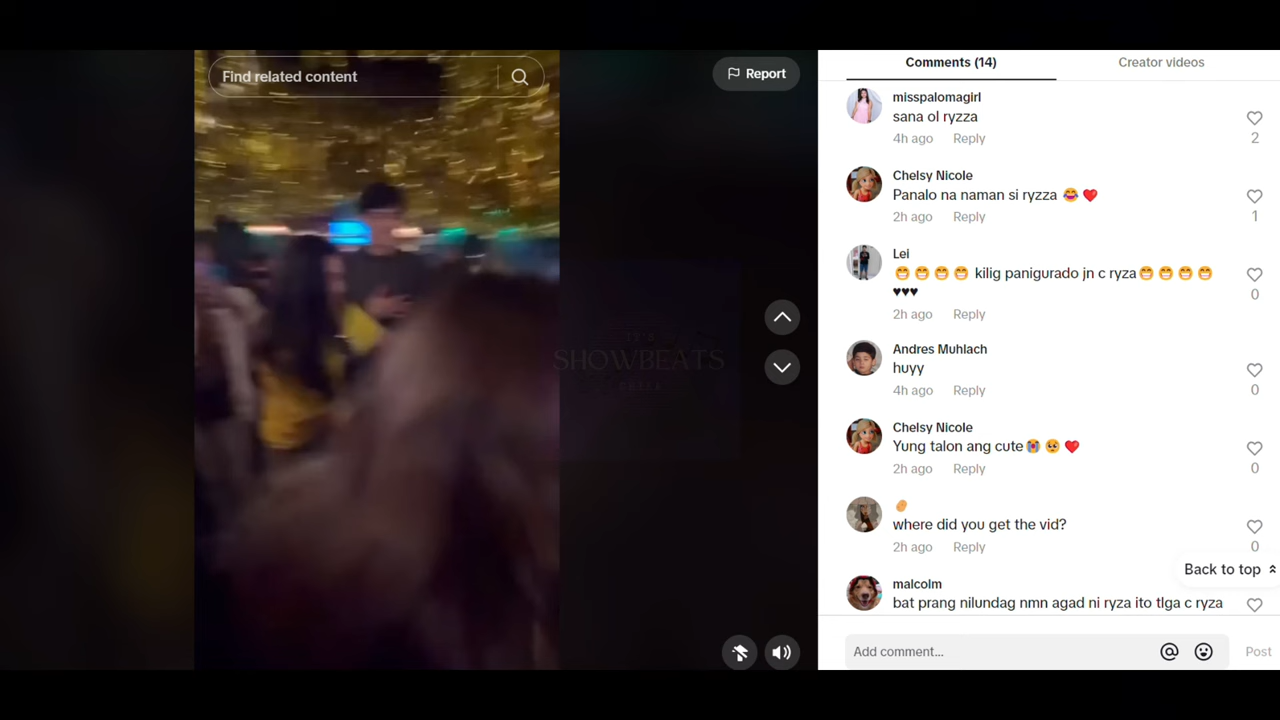 Find related content
Report
SHOWBEATS
Comments (14)
Creator videos
misspalomagirl
sana ol ryzza
4h ago Reply
2
Chelsy Nicole
Panalo na naman si ryzza 😂 ❤️
2h ago Reply
1
Lei
😁 😁 😁 😁 kilig panigurado jn c ryza😁 😁 😁 😁
♥♥♥
2h ago Reply
0
Andres Muhlach
huyy
4h ago Reply
0
Chelsy Nicole
Yung talon ang cute😭 🥺 ❤️
2h ago Reply
0
where did you get the vid?
2h ago Reply
0
Back to top
malcolm
bat prang nilundag nmn agad ni ryza ito tlga c ryza
Add comment...
Post